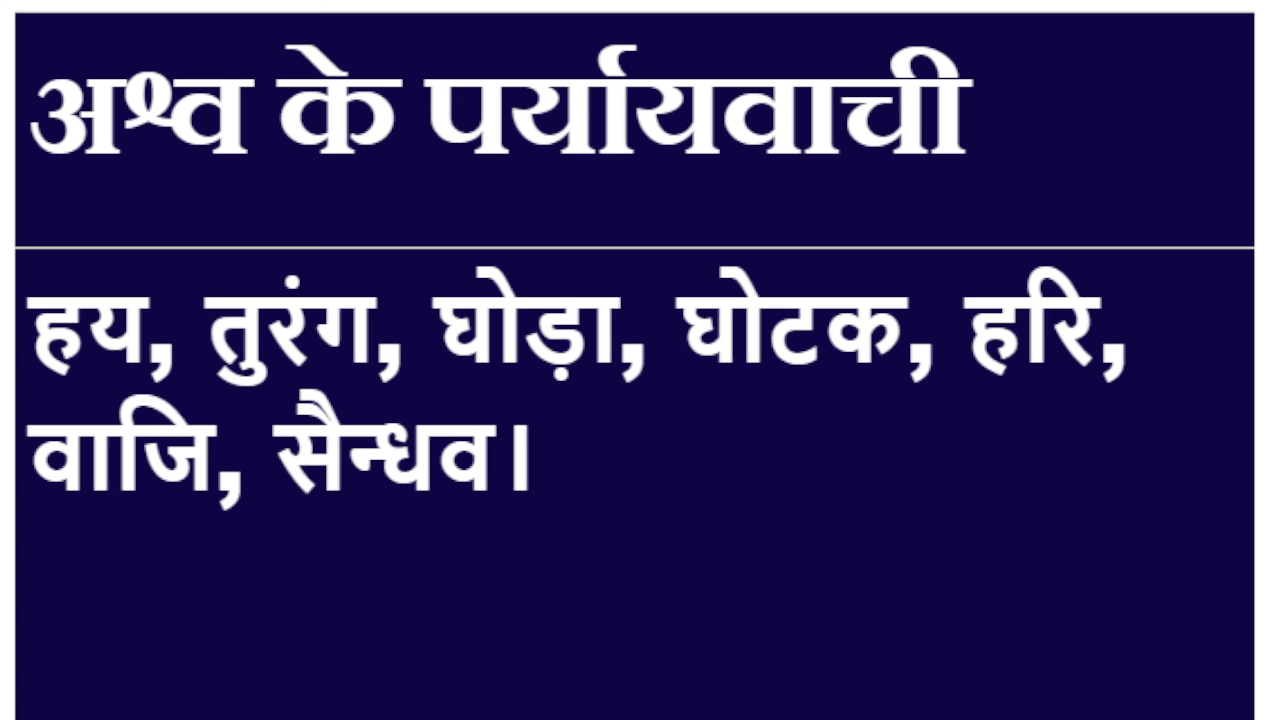 अश्व के पर्यायवाची
हय, तुरंग, घोड़ा, घोटक, हरि,
वाजि, सैन्धव।